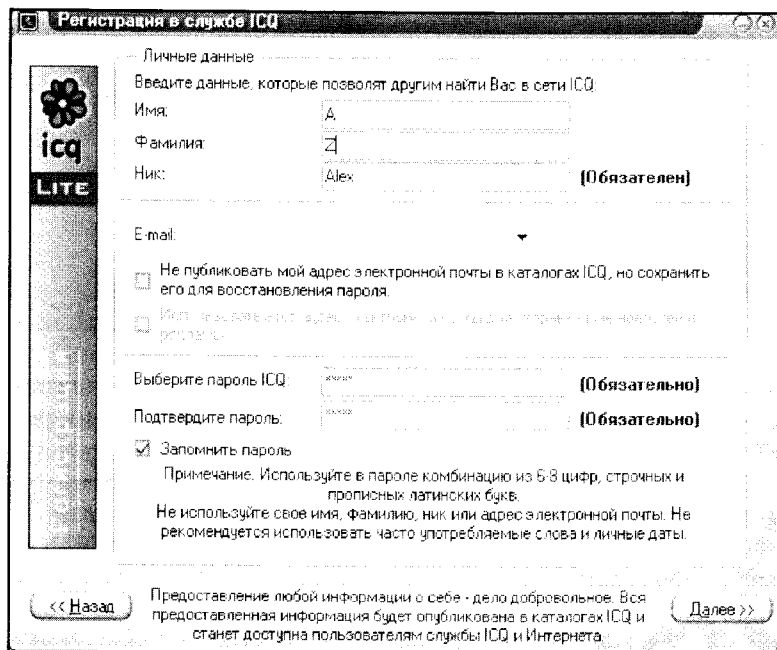 Регистрация в службе ICQ
Личные данные
Введите данные, которые позволят другим найти Вас в сети ICQ:
Имя:
A
Фамилия:
Z
Ник:
Alex
(Обязателен)
icq
LITE
E-mail:
Не публиковать мой адрес электронной почты в каталогах ICQ, но сохранить
его для восстановления пароля.
Выберите пароль ICQ:
*****
(Обязательно)
Подтвердите пароль:
*****
(Обязательно)
Запомнить пароль
Примечание. Используйте в пароле комбинацию из 6-8 цифр, строчных и
прописных латинских букв.
Не используйте свое имя, фамилию, ник или адрес электронной почты. Не
рекомендуется использовать часто употребляемые слова и личные даты.
<< Назад
Предоставление любой информации о себе - дело добровольное. Вся
предоставленная информация будет опубликована в каталогах ICQ и
станет доступна пользователям службы ICQ и Интернета.
Далее >>